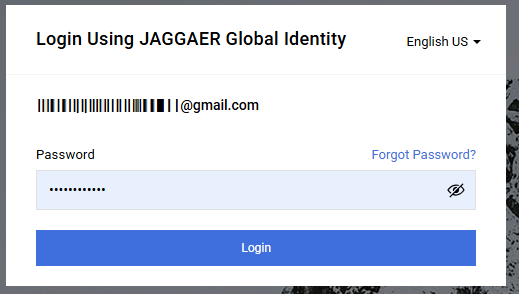 Login Using JAGGAER Global Identity
English US
@gmail.com
Password
Forgot Password?
••••••••••••
Login